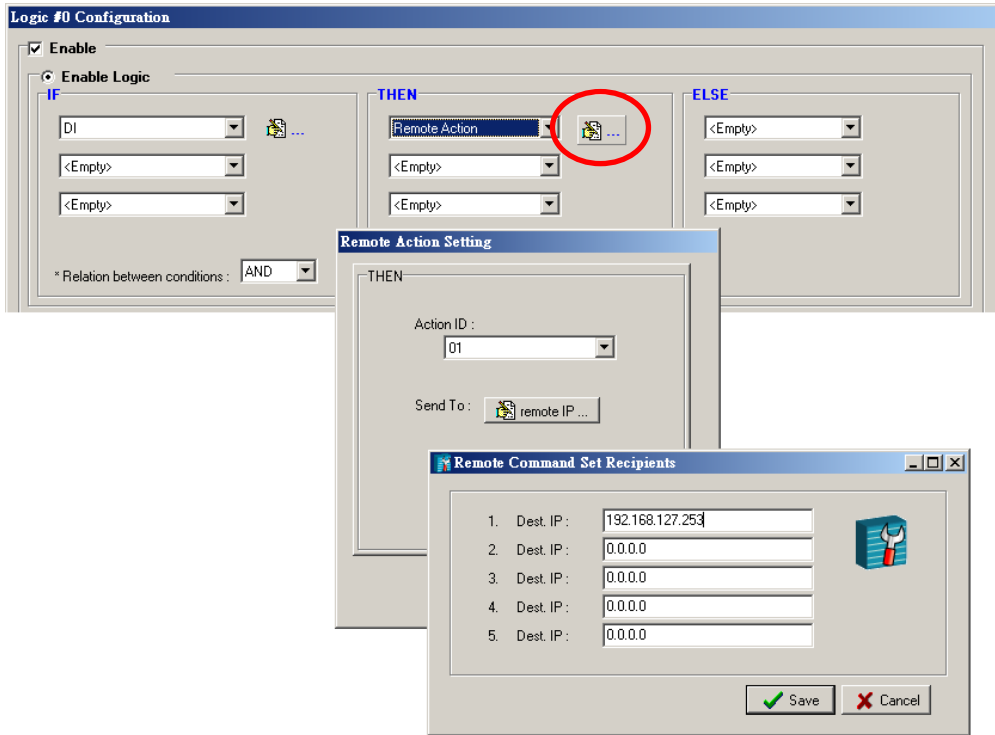 Logic #0 Configuration
Enable
Enable Logic
IF THEN ELSE
DI ... Remote Action ... <Empty>
<Empty> <Empty> <Empty>
<Empty> <Empty> <Empty>
* Relation between conditions : AND
Remote Action Setting
THEN
Action ID :
01
Send To : remote IP ...
Remote Command Set Recipients
1. Dest. IP : 192.168.127.253
2. Dest. IP : 0.0.0.0
3. Dest. IP : 0.0.0.0
4. Dest. IP : 0.0.0.0
5. Dest. IP : 0.0.0.0
Save Cancel